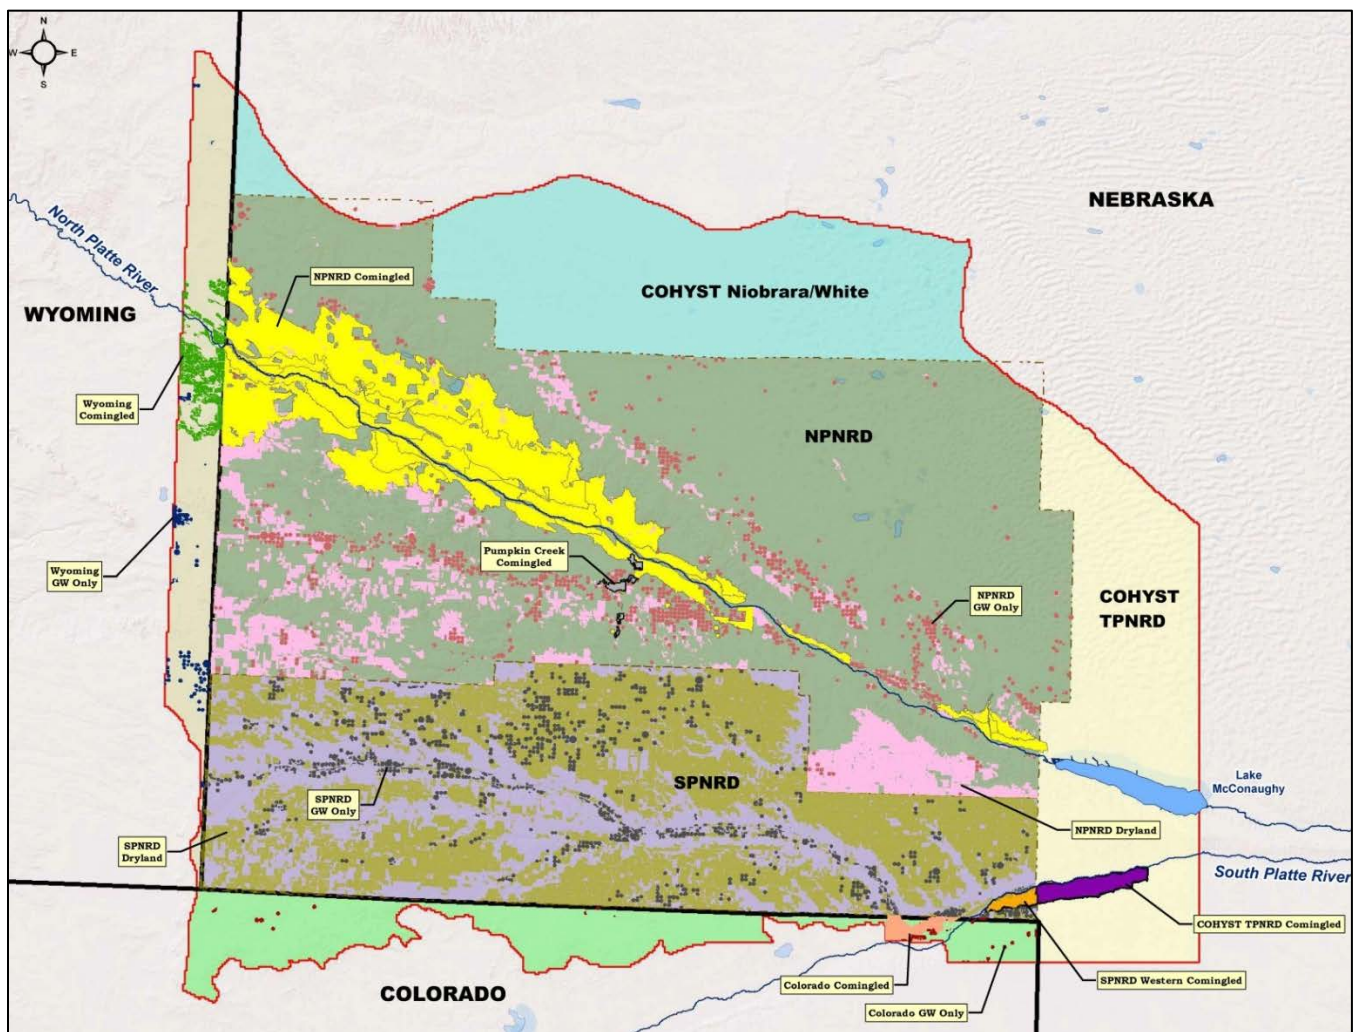 N
W
E
S
NEBRASKA
North Platte River
NPNRD Comingled
COHYST Niobrara/White
WYOMING
Wyoming
Comingled
NPNRD
Pumpkin Creek
Comingled
Wyoming
GW Only
NPNRD
GW Only
COHYST
TPNRD
SPNRD
Lake
McConaughy
SPNRD
GW Only
NPNRD Dryland
SPNRD
Dryland
South Platte River
COHYST TPNRD Comingled
SPNRD Western Comingled
Colorado Comingled
COLORADO
Colorado GW Only